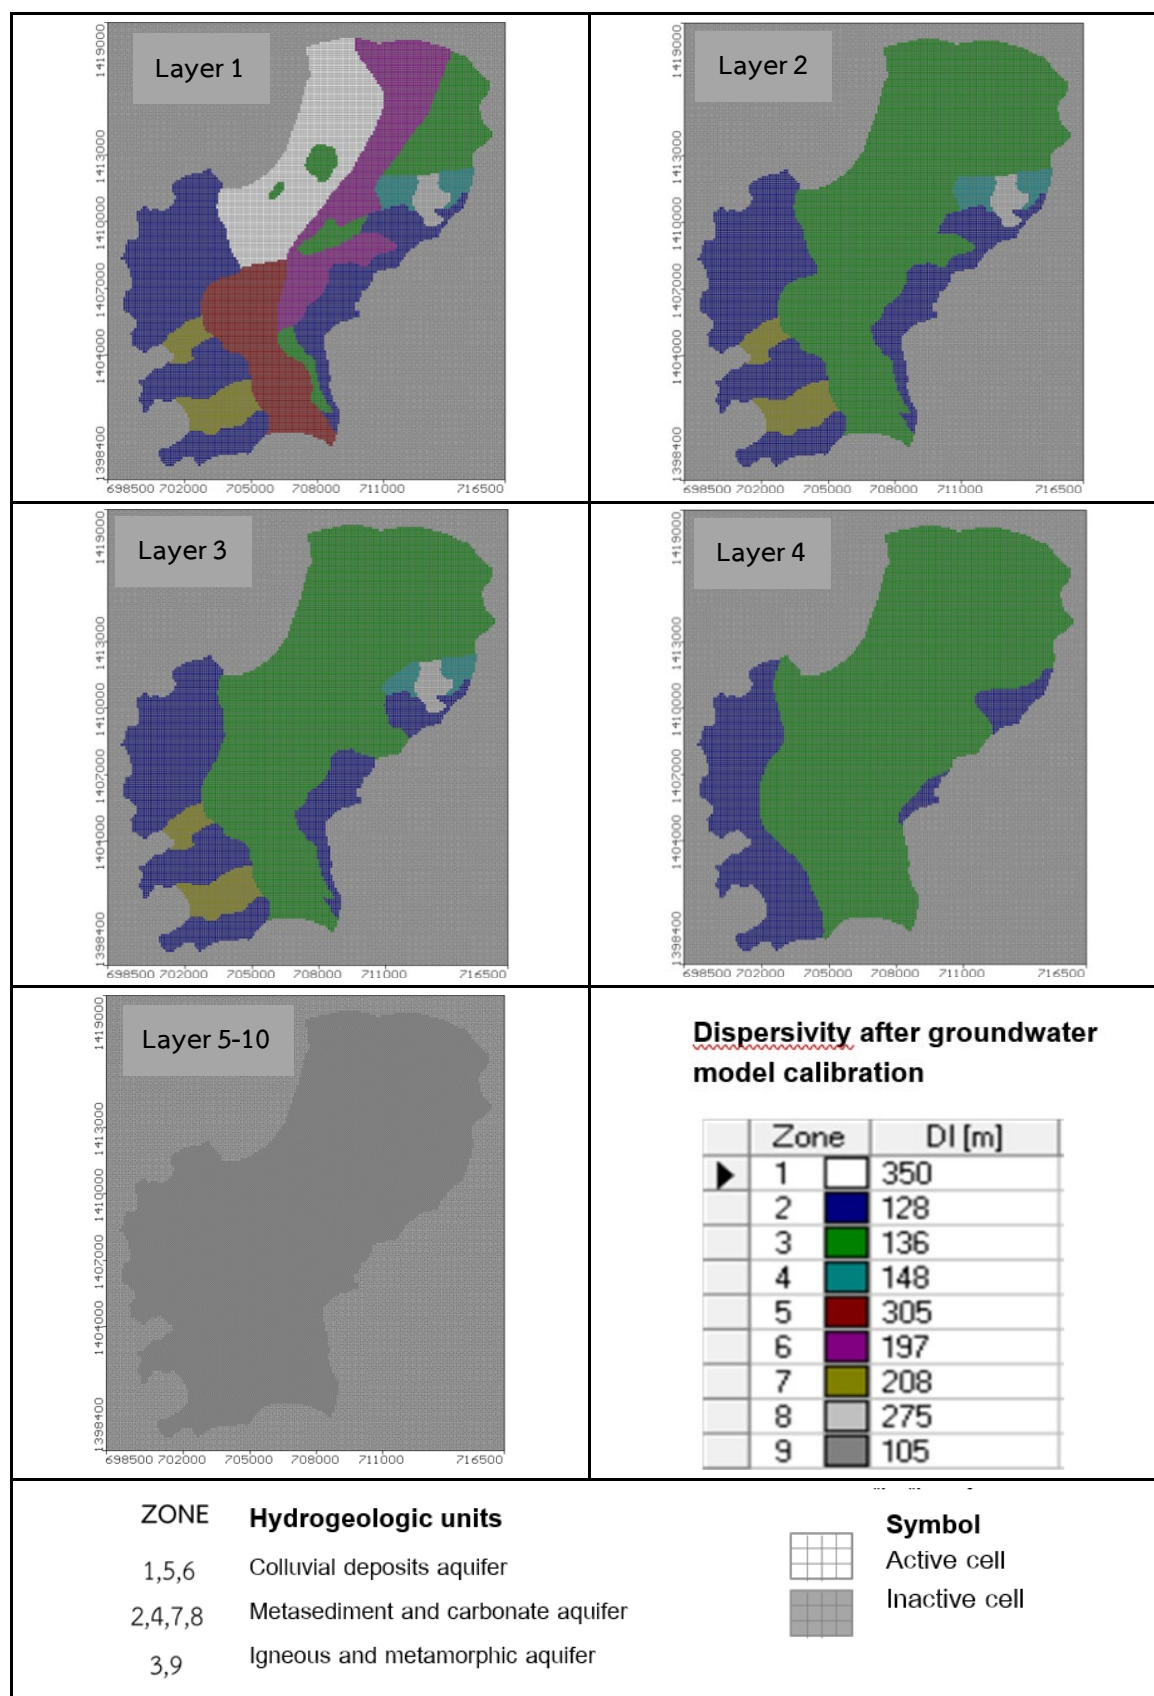 Layer 1
1419000
1413000
1410000
1407000
1404000
1398400
698500 702000 705000 708000 711000 716500
Layer 2
1419000
1413000
1410000
1407000
1404000
1398400
698500 702000 705000 708000 711000 716500
Layer 3
1419000
1413000
1410000
1407000
1404000
1398400
698500 702000 705000 708000 711000 716500
Layer 4
1419000
1413000
1410000
1407000
1404000
1398400
698500 702000 705000 708000 711000 716500
Layer 5-10
1419000
1413000
1410000
1407000
1404000
1398400
698500 702000 705000 708000 711000 716500
Dispersivity after groundwater
model calibration
Zone DI [m]
1 350
2 128
3 136
4 148
5 305
6 197
7 208
8 275
9 105
ZONE Hydrogeologic units
1,5,6 Colluvial deposits aquifer
2,4,7,8 Metasediment and carbonate aquifer
3,9 Igneous and metamorphic aquifer
Symbol
Active cell
Inactive cell